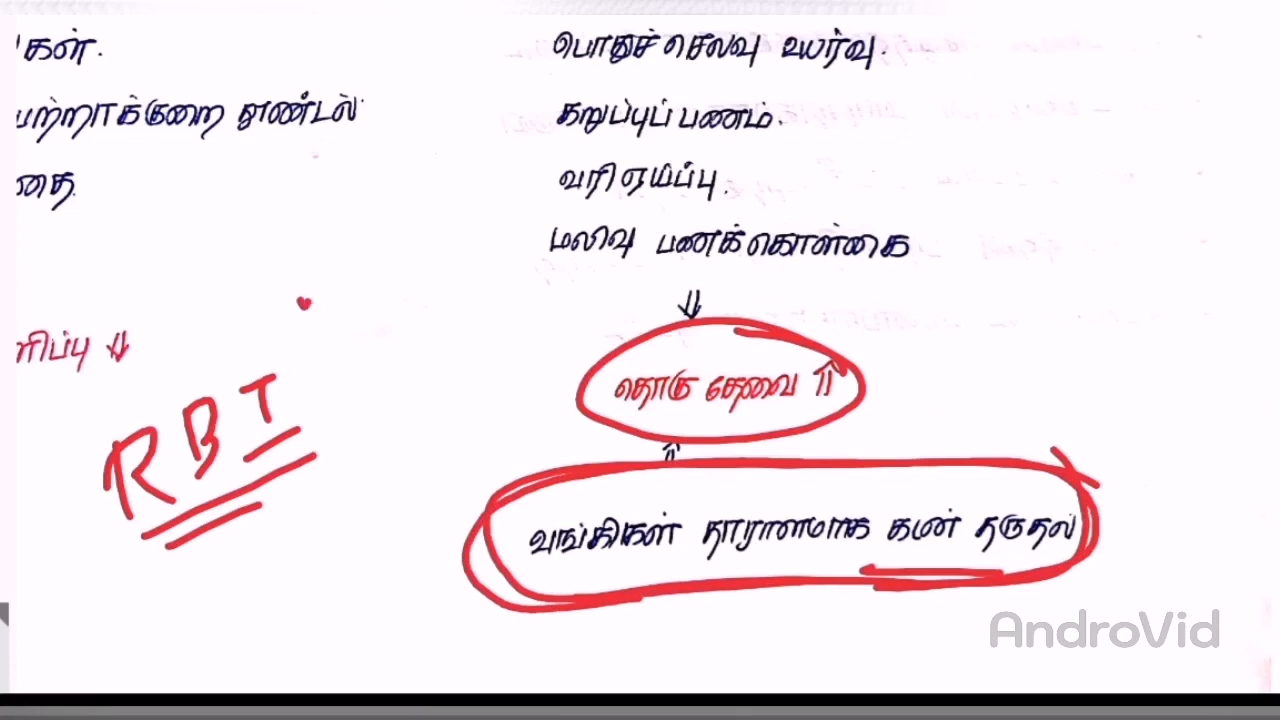 கள்.
பொதுச் செலவு உயர்வு.
பற்றாக்குறை தூண்டல்
கறுப்புப் பணம்.
வரி ஏய்ப்பு.
மலிவு பணக்கொள்கை
⇓
ளிப்பு ⇓
தொகு தேவை ⇑
RBI
⇑
வங்கிகள் தாராளமாக கடன் தருதல்
AndroVid